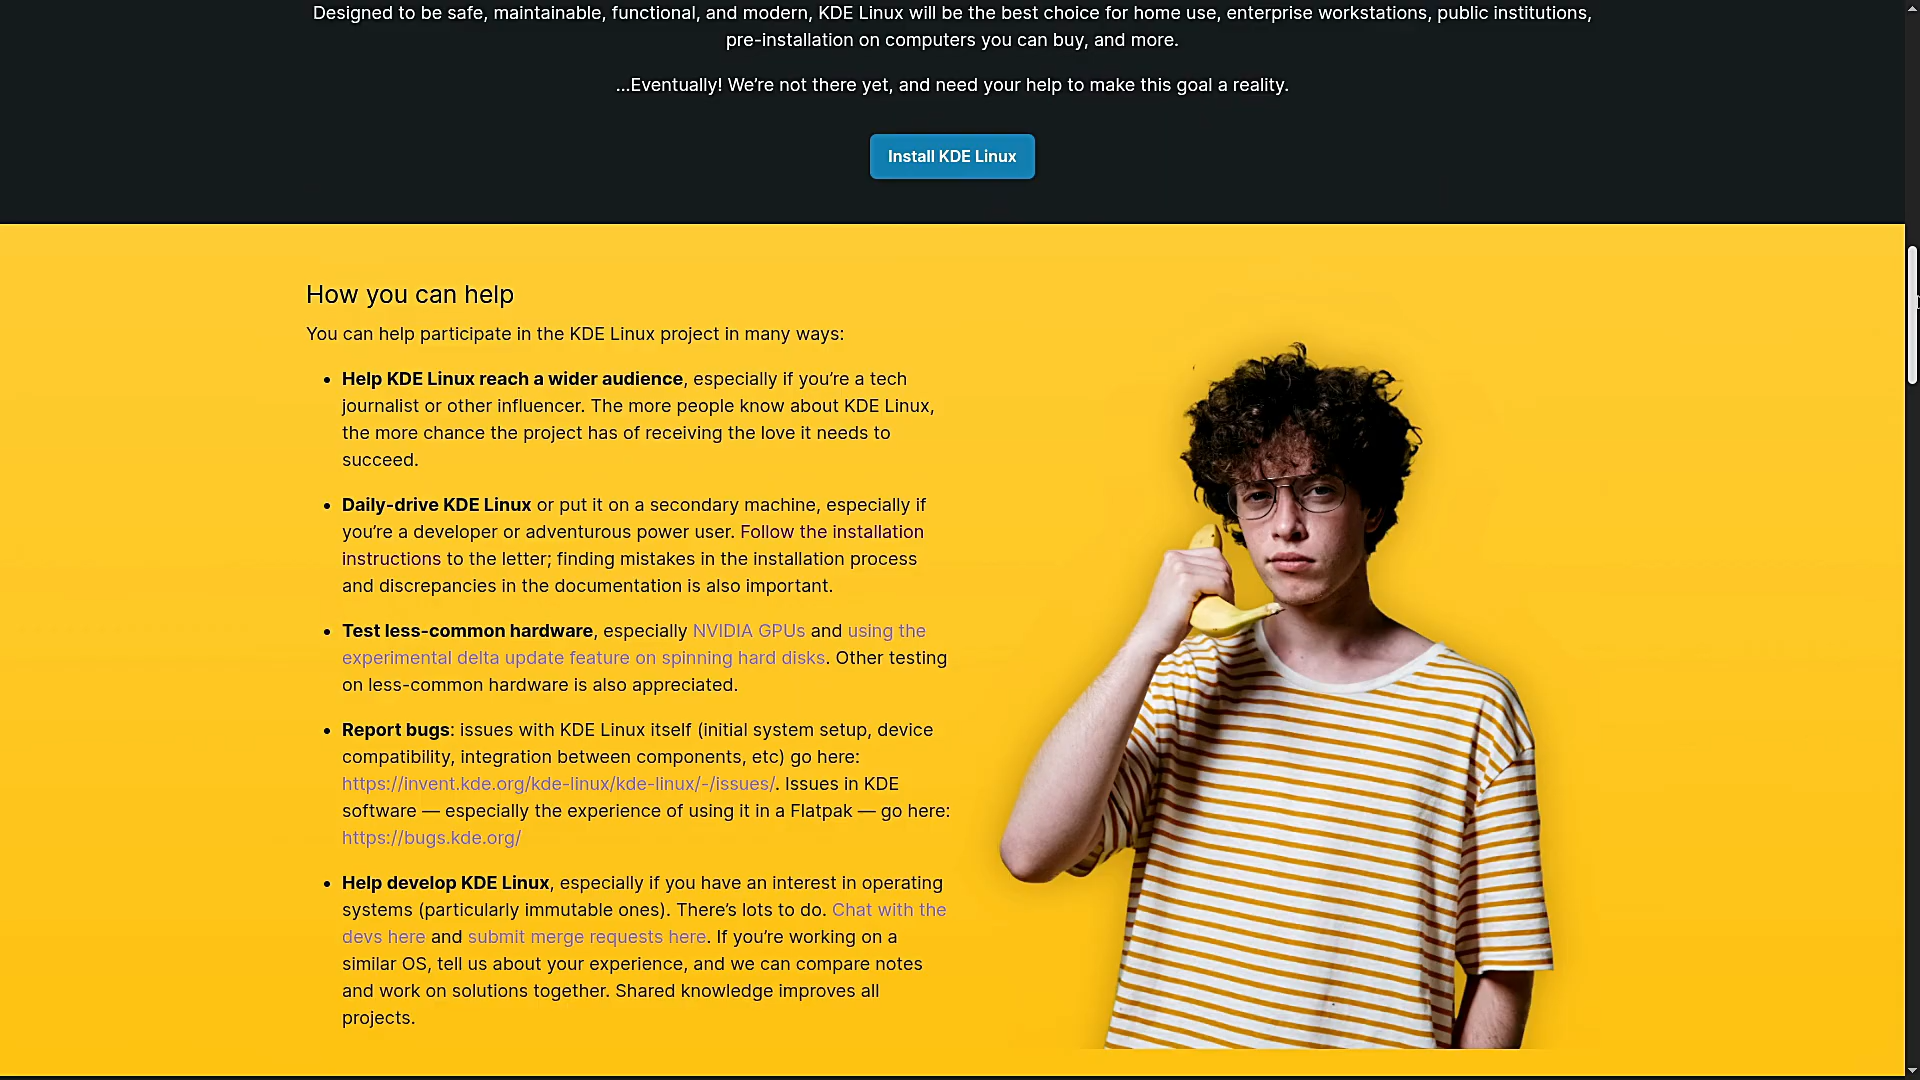 Designed to be safe, maintainable, functional, and modern, KDE Linux will be the best choice for home use, enterprise workstations, public institutions,
pre-installation on computers you can buy, and more.
…Eventually! We’re not there yet, and need your help to make this goal a reality.
Install KDE Linux
How you can help
You can help participate in the KDE Linux project in many ways:
• Help KDE Linux reach a wider audience, especially if you’re a tech
journalist or other influencer. The more people know about KDE Linux,
the more chance the project has of receiving the love it needs to
succeed.
• Daily-drive KDE Linux or put it on a secondary machine, especially if
you’re a developer or adventurous power user. Follow the installation
instructions to the letter; finding mistakes in the installation process
and discrepancies in the documentation is also important.
• Test less-common hardware, especially NVIDIA GPUs and using the
experimental delta update feature on spinning hard disks. Other testing
on less-common hardware is also appreciated.
• Report bugs: issues with KDE Linux itself (initial system setup, device
compatibility, integration between components, etc) go here:
https://invent.kde.org/kde-linux/kde-linux/-/issues/. Issues in KDE
software — especially the experience of using it in a Flatpak — go here:
https://bugs.kde.org/
• Help develop KDE Linux, especially if you have an interest in operating
systems (particularly immutable ones). There’s lots to do. Chat with the
devs here and submit merge requests here. If you’re working on a
similar OS, tell us about your experience, and we can compare notes
and work on solutions together. Shared knowledge improves all
projects.